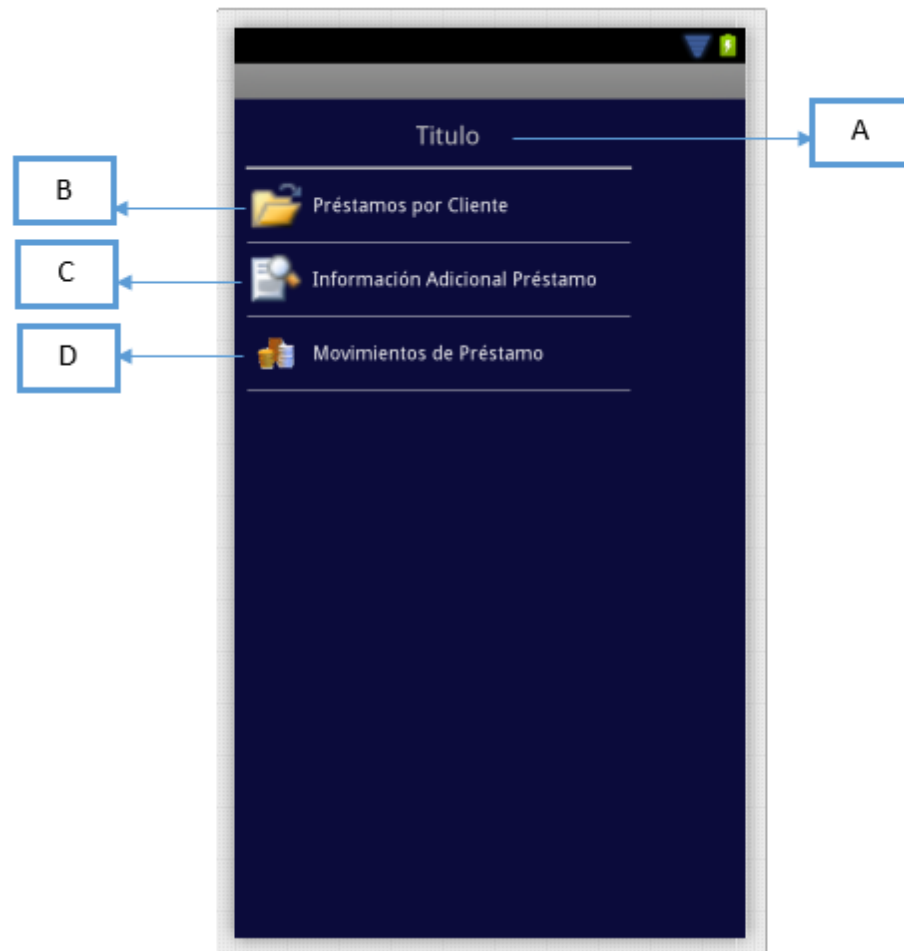 Titulo
A
B
Préstamos por Cliente
C
Información Adicional Préstamo
D
Movimientos de Préstamo